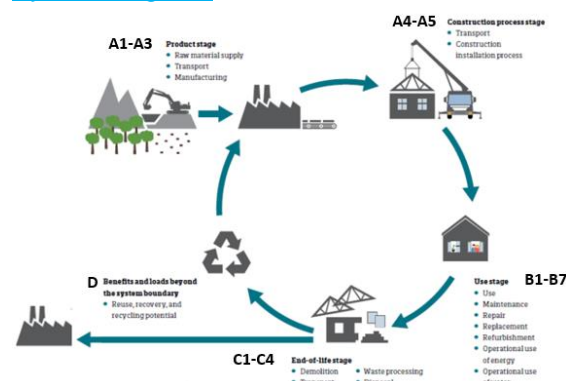 A1-A3
Product stage
• Raw material supply
• Transport
• Manufacturing
A4-A5
Construction process stage
• Transport
• Construction
installation process
B1-B7
Use stage
• Use
• Maintenance
• Repair
• Replacement
• Refurbishment
• Operational use
of energy
• Operational use
D
Benefits and loads beyond
the system boundary
• Reuse, recovery, and
recycling potential
C1-C4
End-of-life stage
• Demolition
• Waste processing